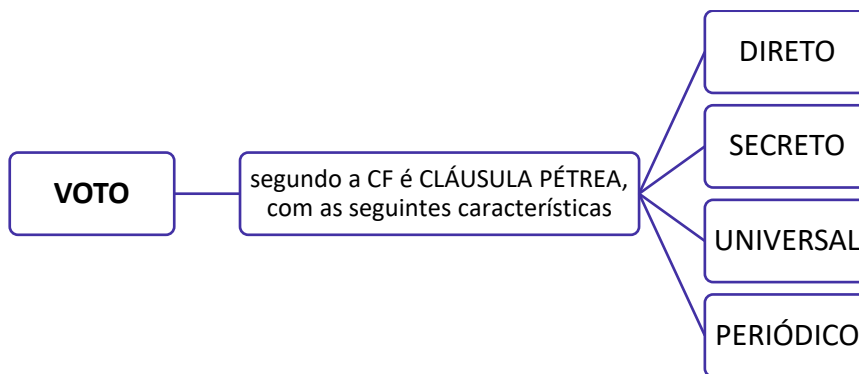 VOTO
segundo a CF é CLÁUSULA PÉTREA,
com as seguintes características
DIRETO
SECRETO
UNIVERSAL
PERIÓDICO